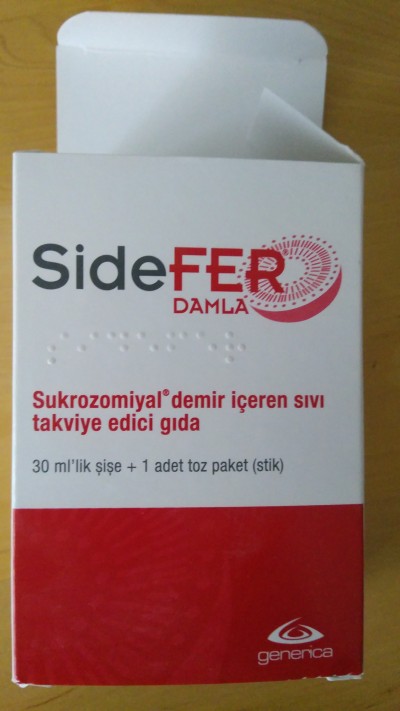 SideFER®
DAMLA
Sukrozomiyal® demir içeren sıvı
takviye edici gıda
30 ml'lik şişe + 1 adet toz paket (stik)
generica